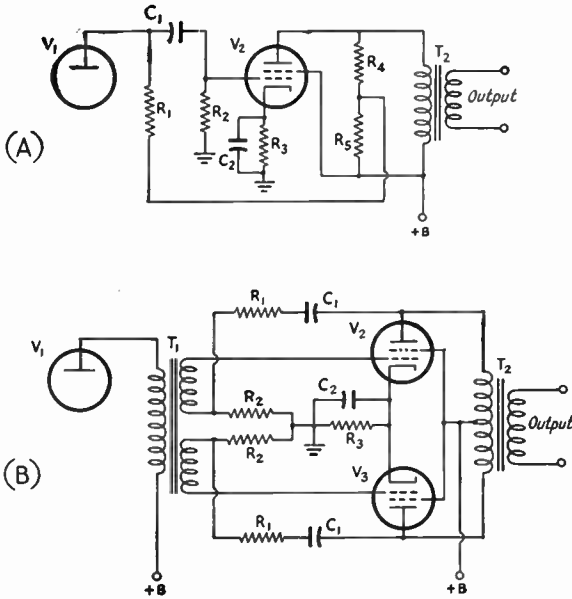 C₁
V₁
V₂
T₂
R₄
Output
R₁
R₂
(A)
R₃
R₅
C₂
+B
R₁
C₁
V₁
V₂
T₁
T₂
C₂
R₂
Output
R₃
R₂
(B)
V₃
R₁
C₁
+B
+B